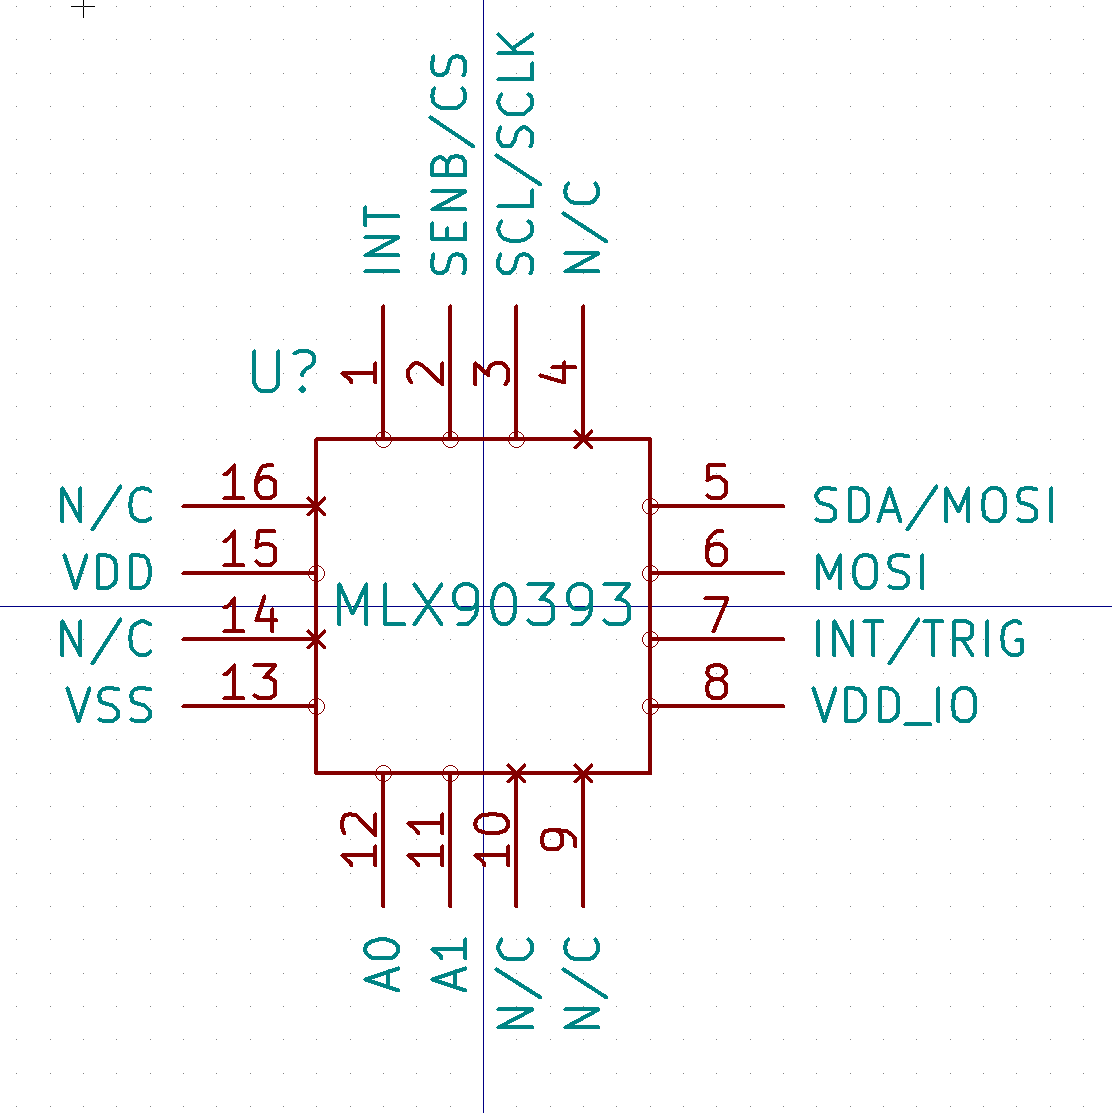 INT
SENB/CS
SCL/SCLK
N/C
U?
1
2
3
4
N/C 16
VDD 15
N/C 14
VSS 13
MLX90393
5 SDA/MOSI
6 MOSI
7 INT/TRIG
8 VDD_IO
12
11
10
9
A0
A1
N/C
N/C